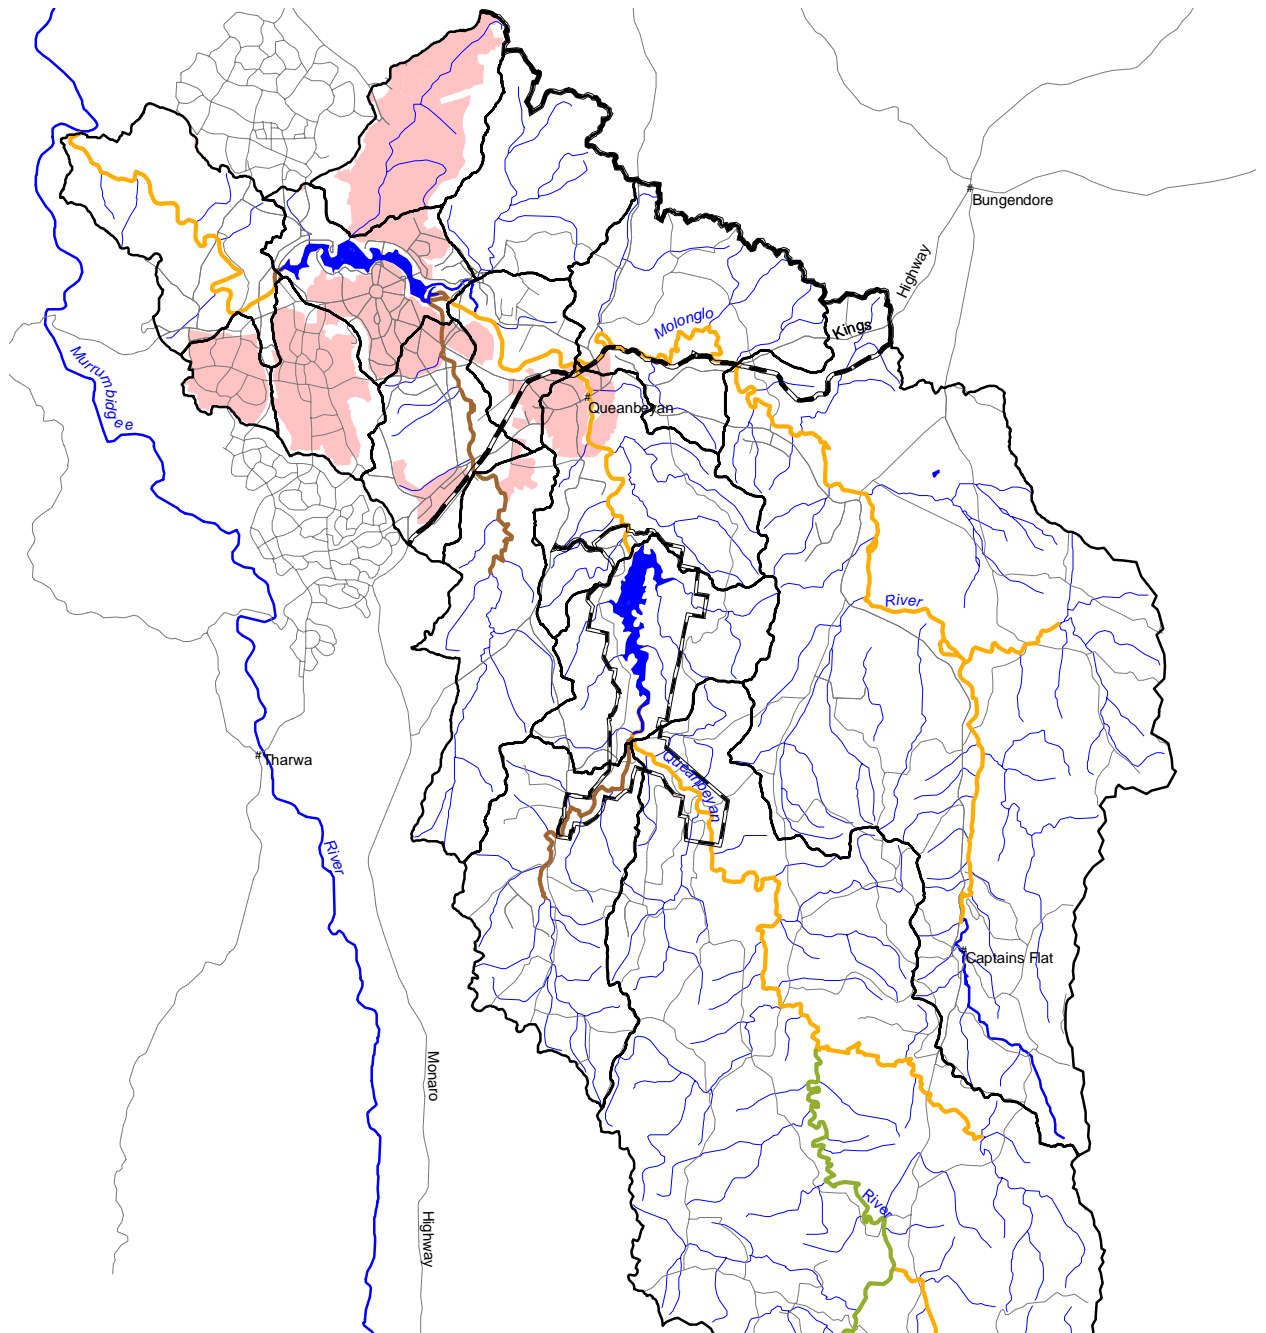 # Bungendore
Highway
Kings
Molonglo
Murrumbidgee
# Queanbeyan
River
# Tharwa
Queanbeyan
River
# Captains Flat
Monaro
River
Highway